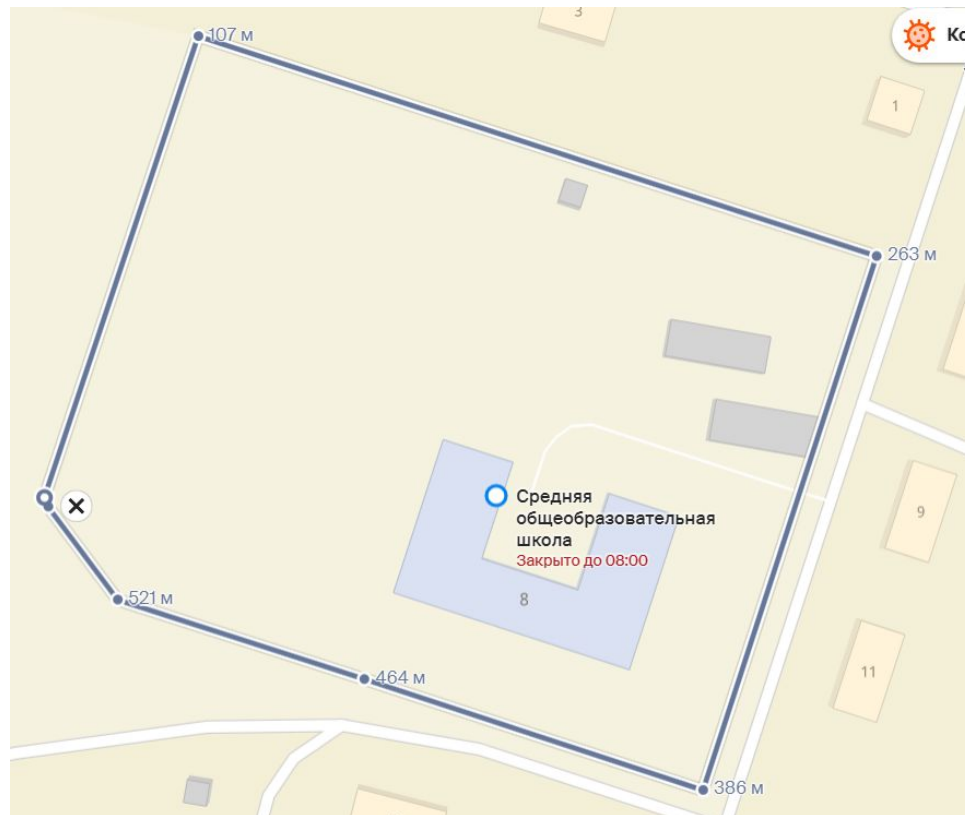 3
107 м
Ко
1
263 м
Средняя
общеобразовательная
школа
Закрыто до 08:00
9
8
521 м
464 м
11
386 м